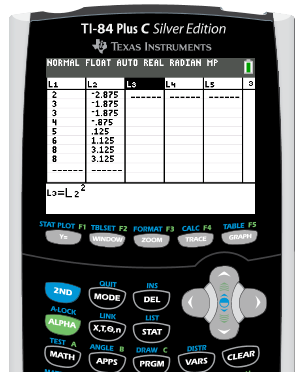 TI-84 Plus C Silver Edition
TEXAS INSTRUMENTS
NORMAL FLOAT AUTO REAL RADIAN MP
L1 L2 L3 L4 L5 3
2 -2.875 ------ ------ ------
3 -1.875
3 -1.875
4 -.875
5 .125
6 1.125
8 3.125
8 3.125
------ ------
L3=L2²
STAT PLOT F1 TBLSET F2 FORMAT F3 CALC F4 TABLE F5
Y= WINDOW ZOOM TRACE GRAPH
QUIT INS
2ND MODE DEL
A-LOCK LINK LIST
ALPHA X,T,θ,n STAT
TEST A ANGLE B DRAW C DISTR
MATH APPS PRGM VARS CLEAR